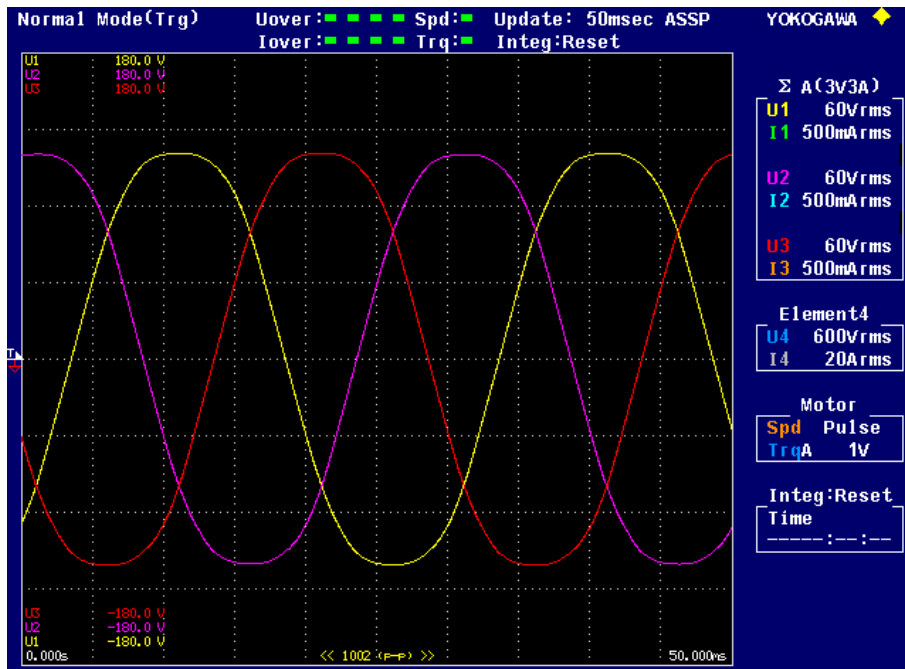 Normal Mode(Trg) Uover: Spd: Update: 50msec ASSP YOKOGAWA
Iover: Trq: Integ:Reset
U1 180.0 V
U2 180.0 V
U3 180.0 V
Σ A(3V3A)
U1 60Vrms
I1 500mArms
U2 60Vrms
I2 500mArms
U3 60Vrms
I3 500mArms
Element4
U4 600Vrms
I4 20Arms
Motor
Spd Pulse
TrqA 1V
Integ:Reset
Time
-----:--:--
T
U3 -180.0 V
U2 -180.0 V
U1 -180.0 V
0.000s << 1002 (p-p) >> 50.000ms